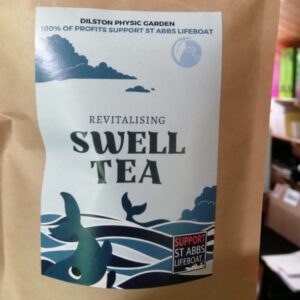 DILSTON PHYSIC GARDEN
100% OF PROFITS SUPPORT ST ABBS LIFEBOAT
REVITALISING
SWELL
TEA
SUPPORT
ST ABBS
LIFEBOAT